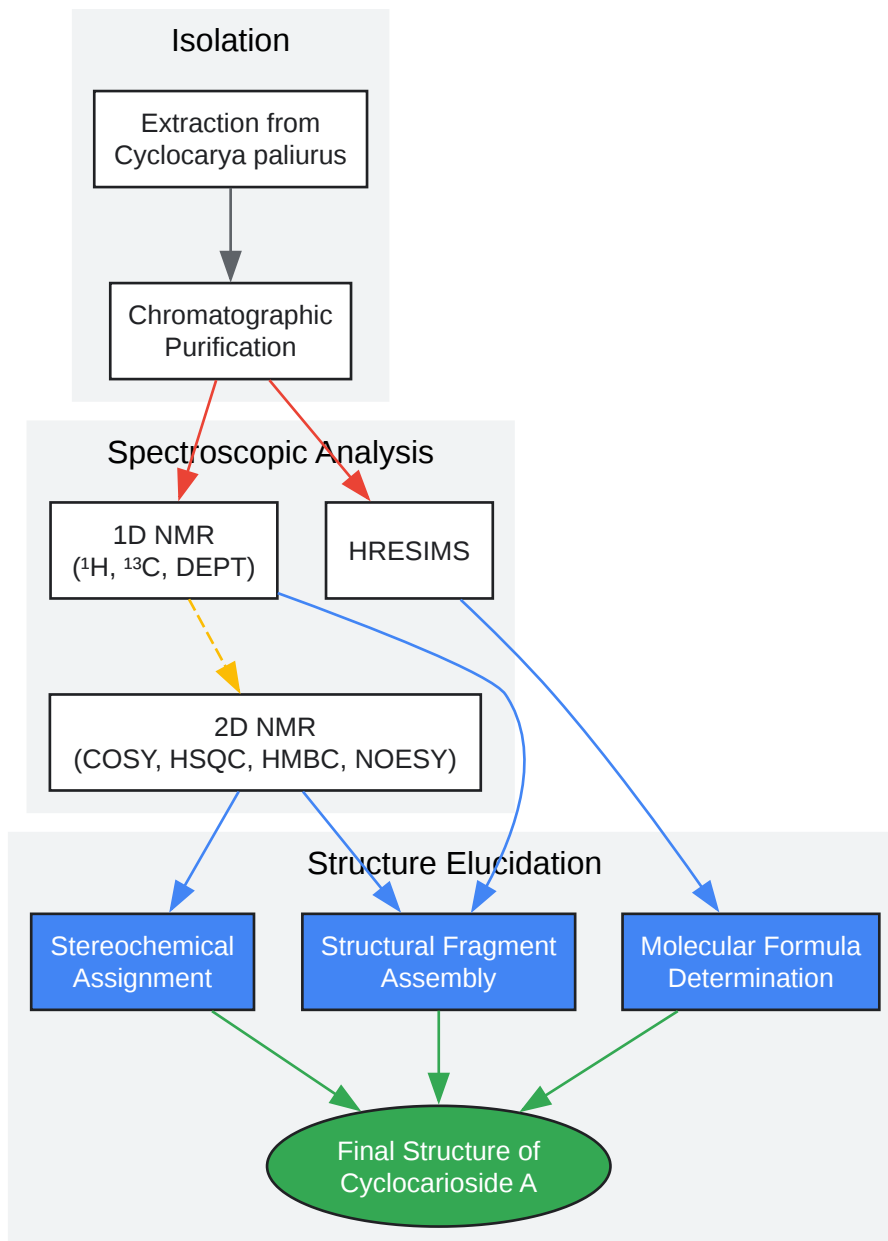 Isolation
Extraction from
Cyclocarya paliurus
Chromatographic
Purification
Spectroscopic Analysis
1D NMR
(¹H, ¹³C, DEPT)
HRESIMS
2D NMR
(COSY, HSQC, HMBC, NOESY)
Structure Elucidation
Stereochemical
Assignment
Structural Fragment
Assembly
Molecular Formula
Determination
Final Structure of
Cyclocarioside A